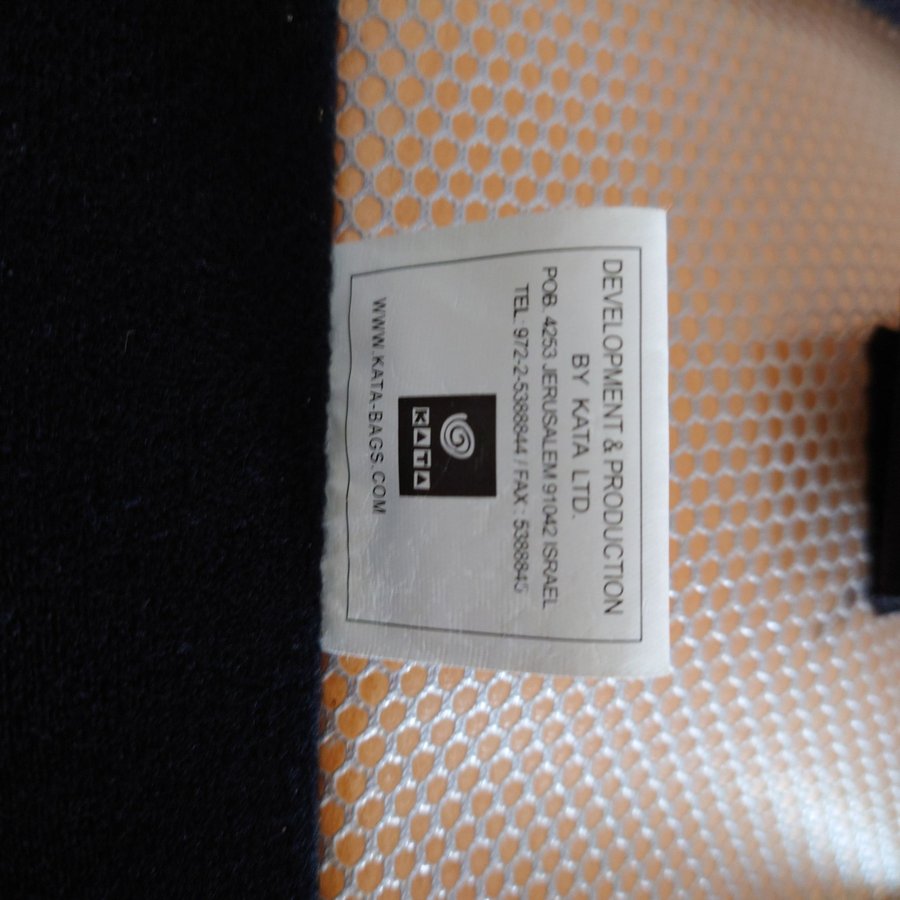 DEVELOPMENT & PRODUCTION
BY KATA LTD.
POB. 4253 JERUSALEM 91042 ISRAEL
TEL: 972-2-5388844 / FAX : 5388845
KATA
WWW.KATA-BAGS.COM